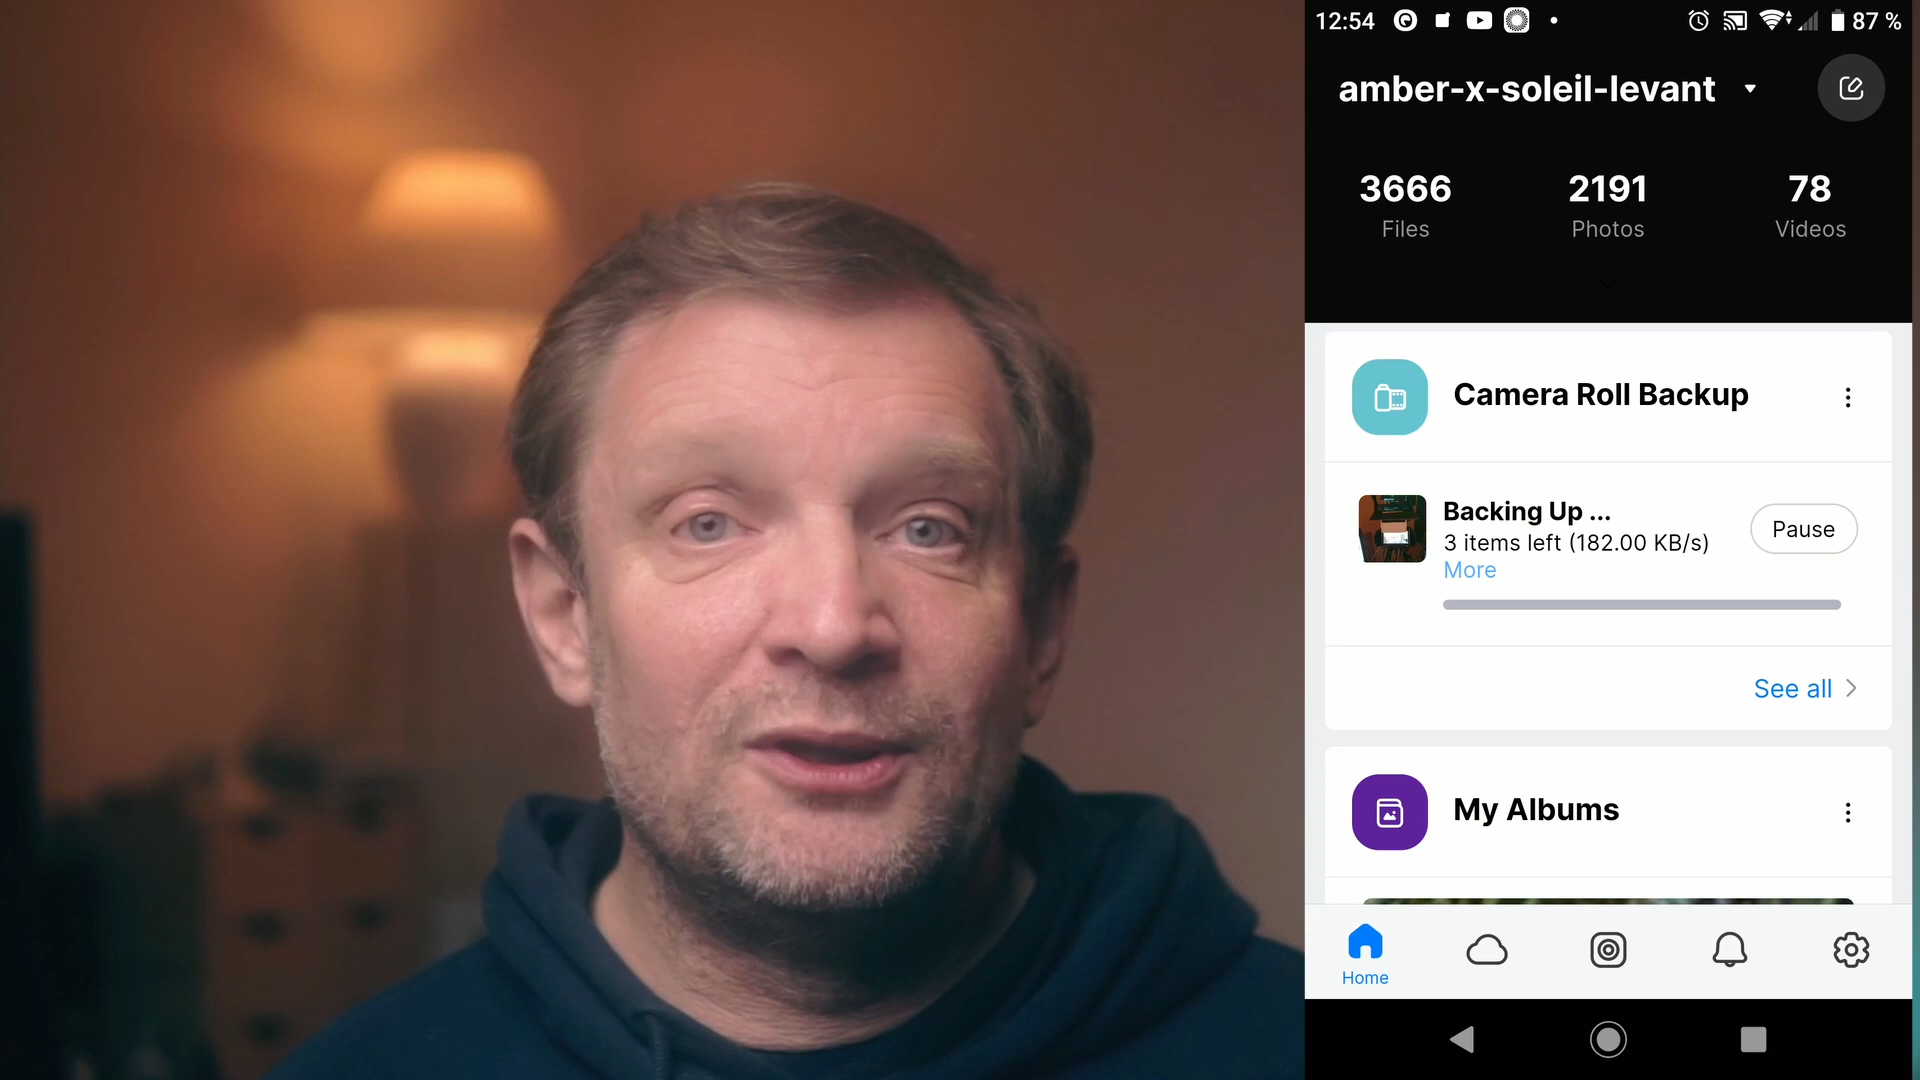 12:54
87 %
amber-x-soleil-levant
3666
2191
78
Files
Photos
Videos
Camera Roll Backup
Backing Up ...
3 items left (182.00 KB/s)
More
Pause
See all
My Albums
Home